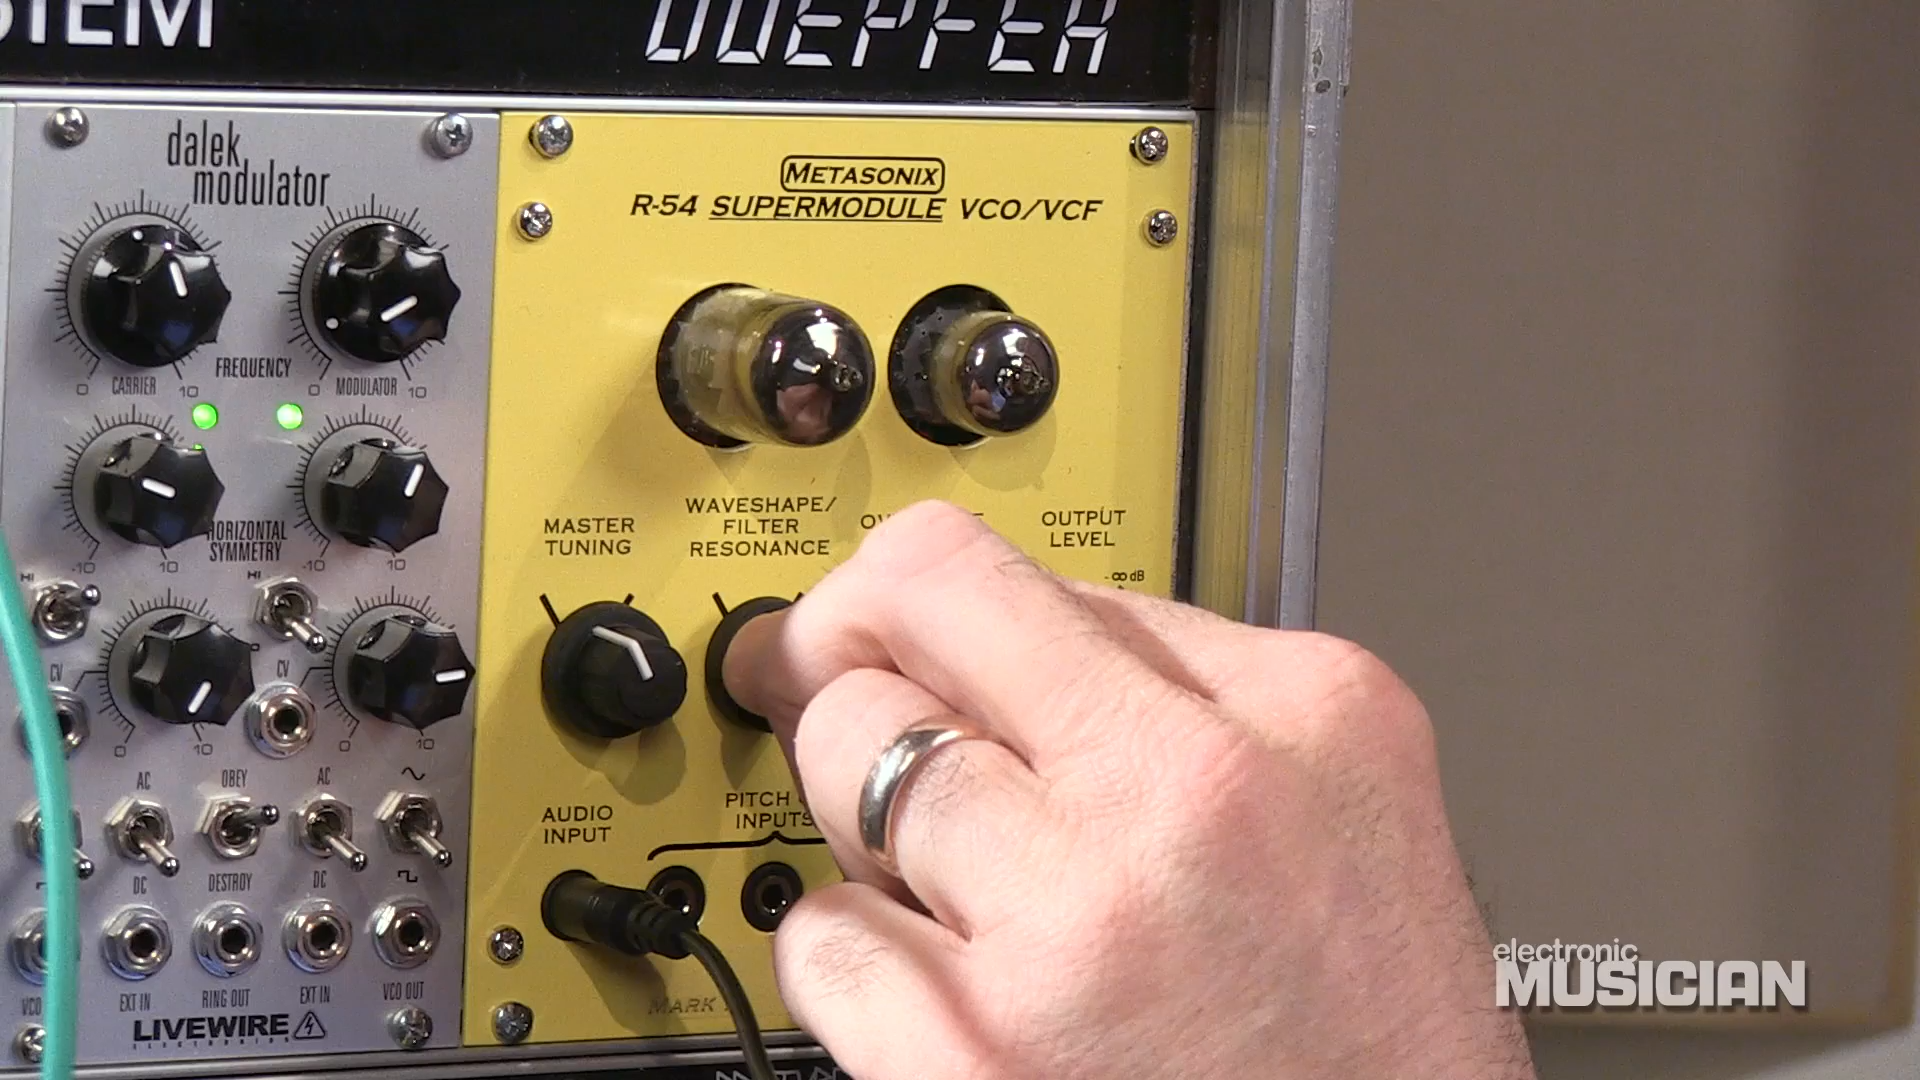 DOEPFER
dalek
modulator
METASONIX
R-54 SUPERMODULE VCO/VCF
FREQUENCY
0 CARRIER 10
0 MODULATOR 10
WAVESHAPE/
FILTER
RESONANCE
MASTER
TUNING
OUTPUT
LEVEL
-∞ dB
HORIZONTAL
SYMMETRY
-10 10
-10 10
HI
HI
CV
CV
0 10
0 10
AC
OBEY
AC
DC
DESTROY
DC
AUDIO
INPUT
PITCH
INPUTS
VCO
EXT IN
RING OUT
EXT IN
VCO OUT
LIVEWIRE
ELECTRONICS
MARK
electronic
MUSICIAN